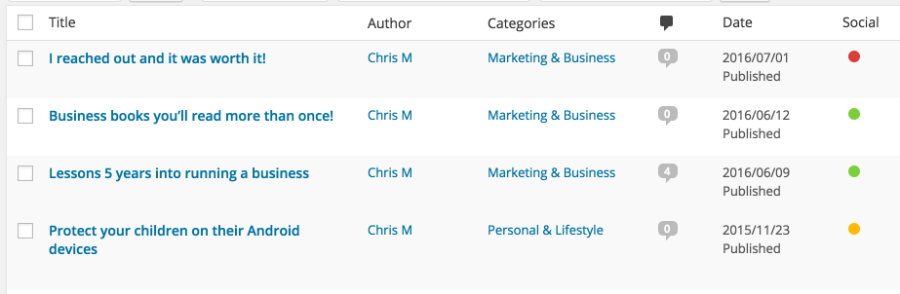 Title Author Categories Date Social
I reached out and it was worth it! Chris M Marketing & Business 0 2016/07/01
Published
Business books you'll read more than once! Chris M Marketing & Business 0 2016/06/12
Published
Lessons 5 years into running a business Chris M Marketing & Business 4 2016/06/09
Published
Protect your children on their Android Chris M Personal & Lifestyle 0 2015/11/23
devices Published